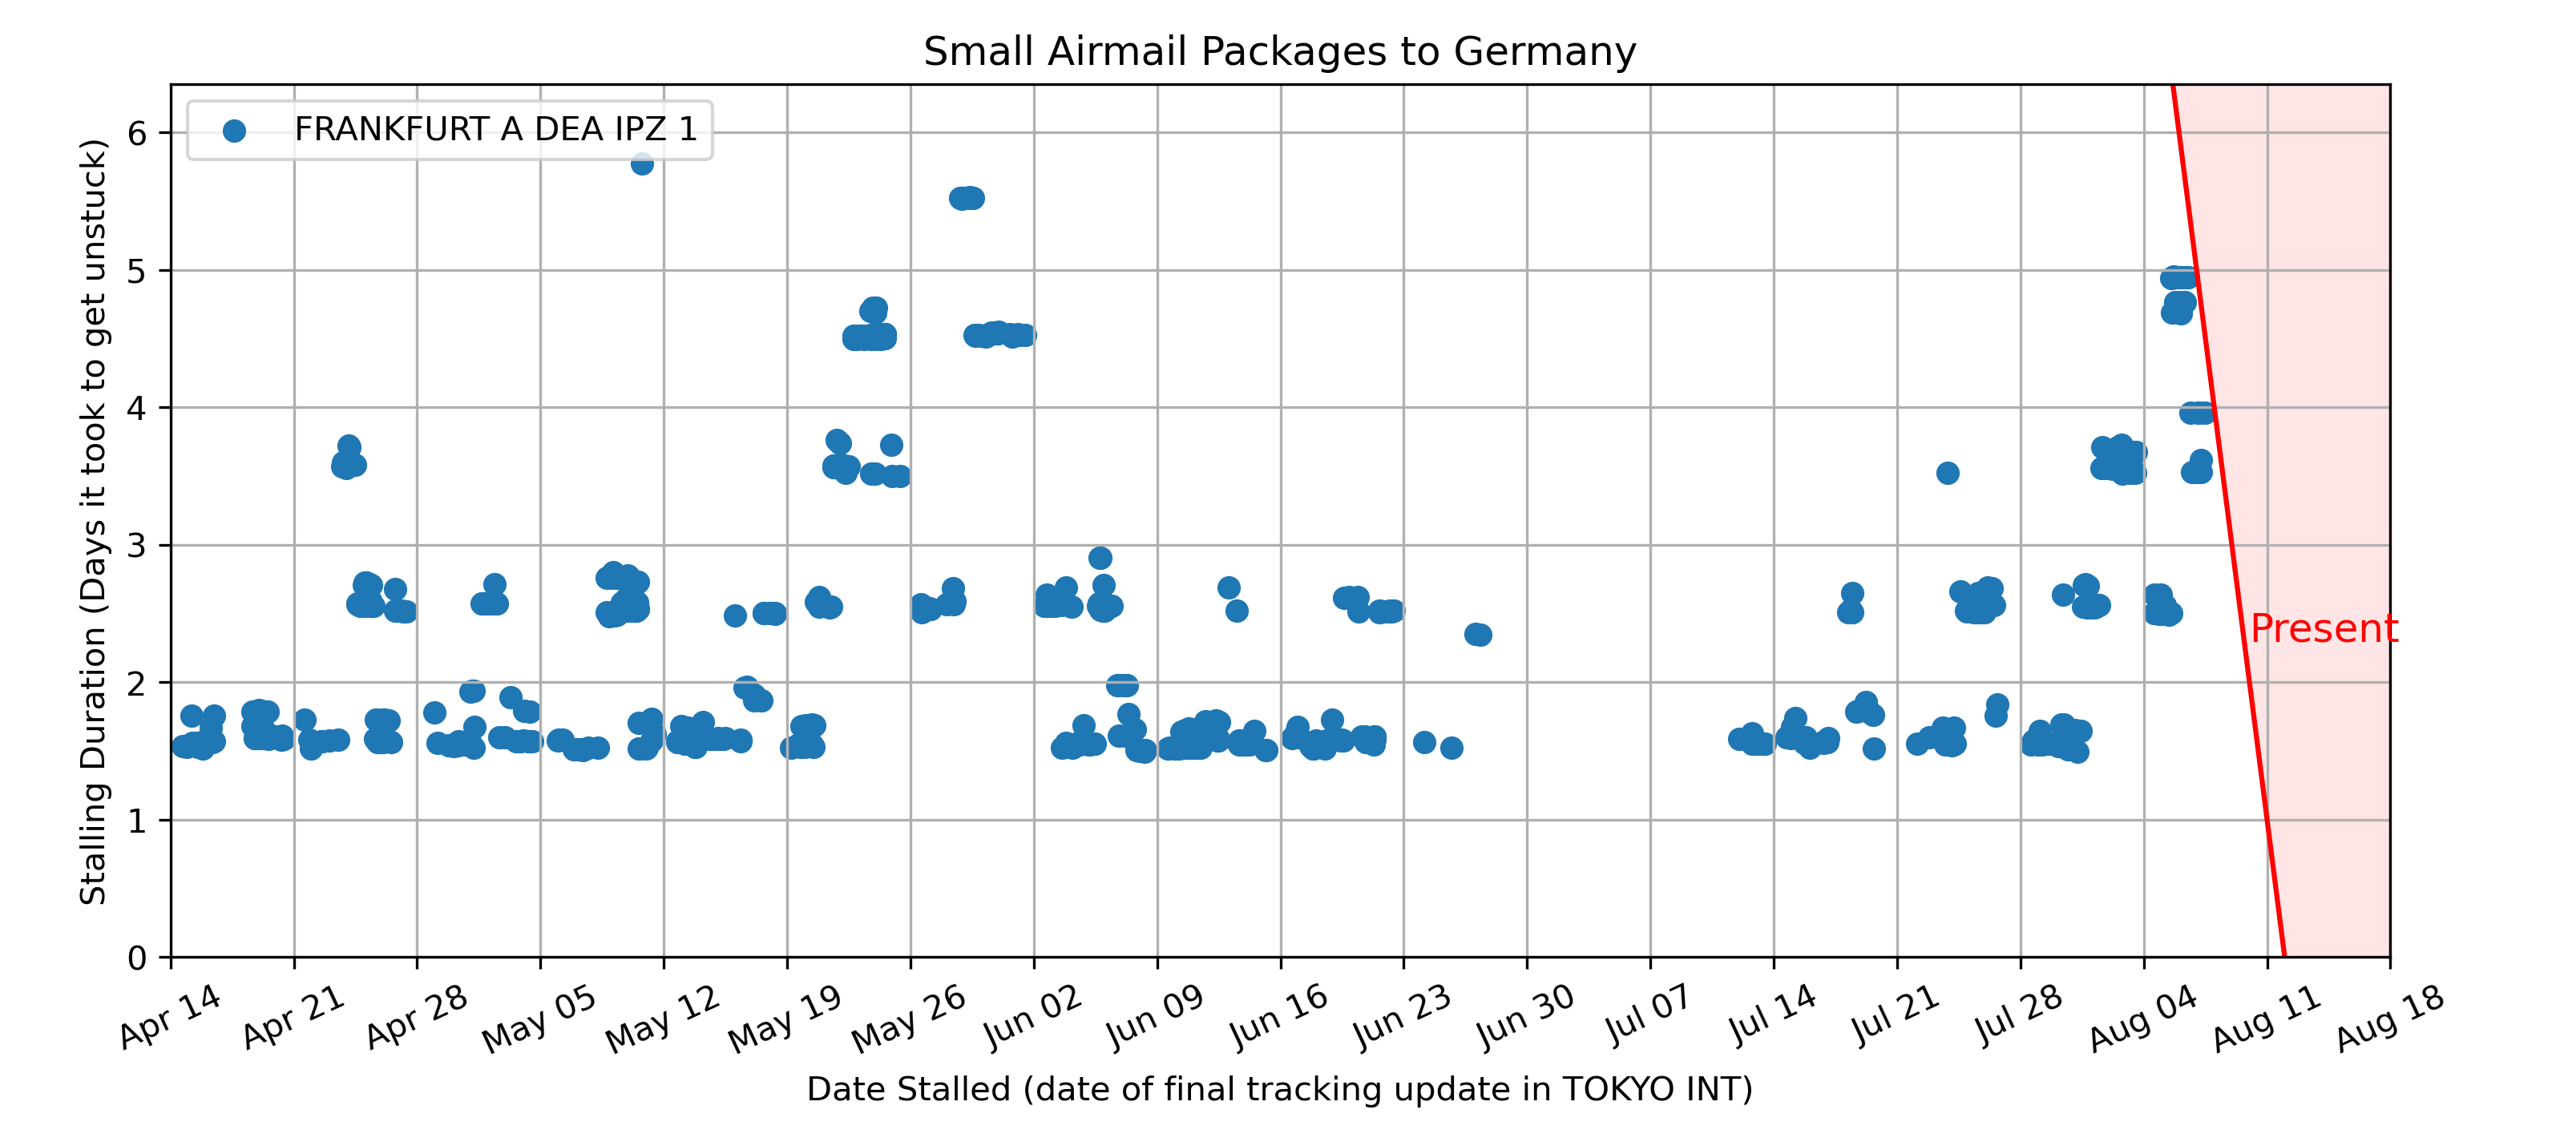 Small Airmail Packages to Germany
FRANKFURT A DEA IPZ 1
Stalling Duration (Days it took to get unstuck)
6
5
4
3
2
1
0
Present
Apr 14
Apr 21
Apr 28
May 05
May 12
May 19
May 26
Jun 02
Jun 09
Jun 16
Jun 23
Jun 30
Jul 07
Jul 14
Jul 21
Jul 28
Aug 04
Aug 11
Aug 18
Date Stalled (date of final tracking update in TOKYO INT)